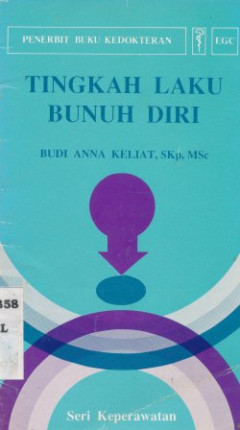 PENERBIT BUKU KEDOKTERAN
EGC
TINGKAH LAKU
BUNUH DIRI
BUDI ANNA KELIAT, SKp, MSc
358
L
Seri Keperawatan